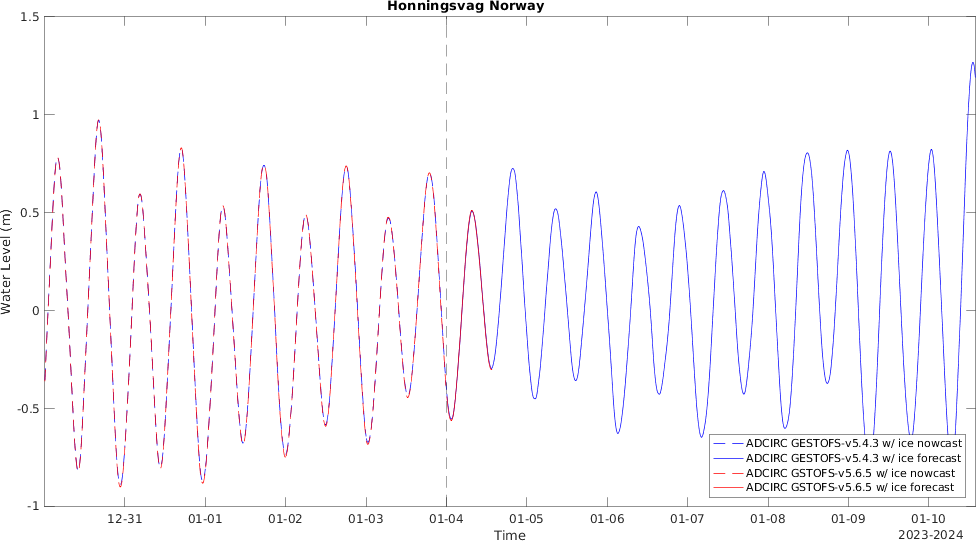 Honningsvag Norway
1.5
1
0.5
0
-0.5
-1
Water Level (m)
12-31
01-01
01-02
01-03
01-04
01-05
01-06
01-07
01-08
01-09
01-10
Time
2023-2024
ADCIRC GESTOFS-v5.4.3 w/ ice nowcast
ADCIRC GESTOFS-v5.4.3 w/ ice forecast
ADCIRC GSTOFS-v5.6.5 w/ ice nowcast
ADCIRC GSTOFS-v5.6.5 w/ ice forecast